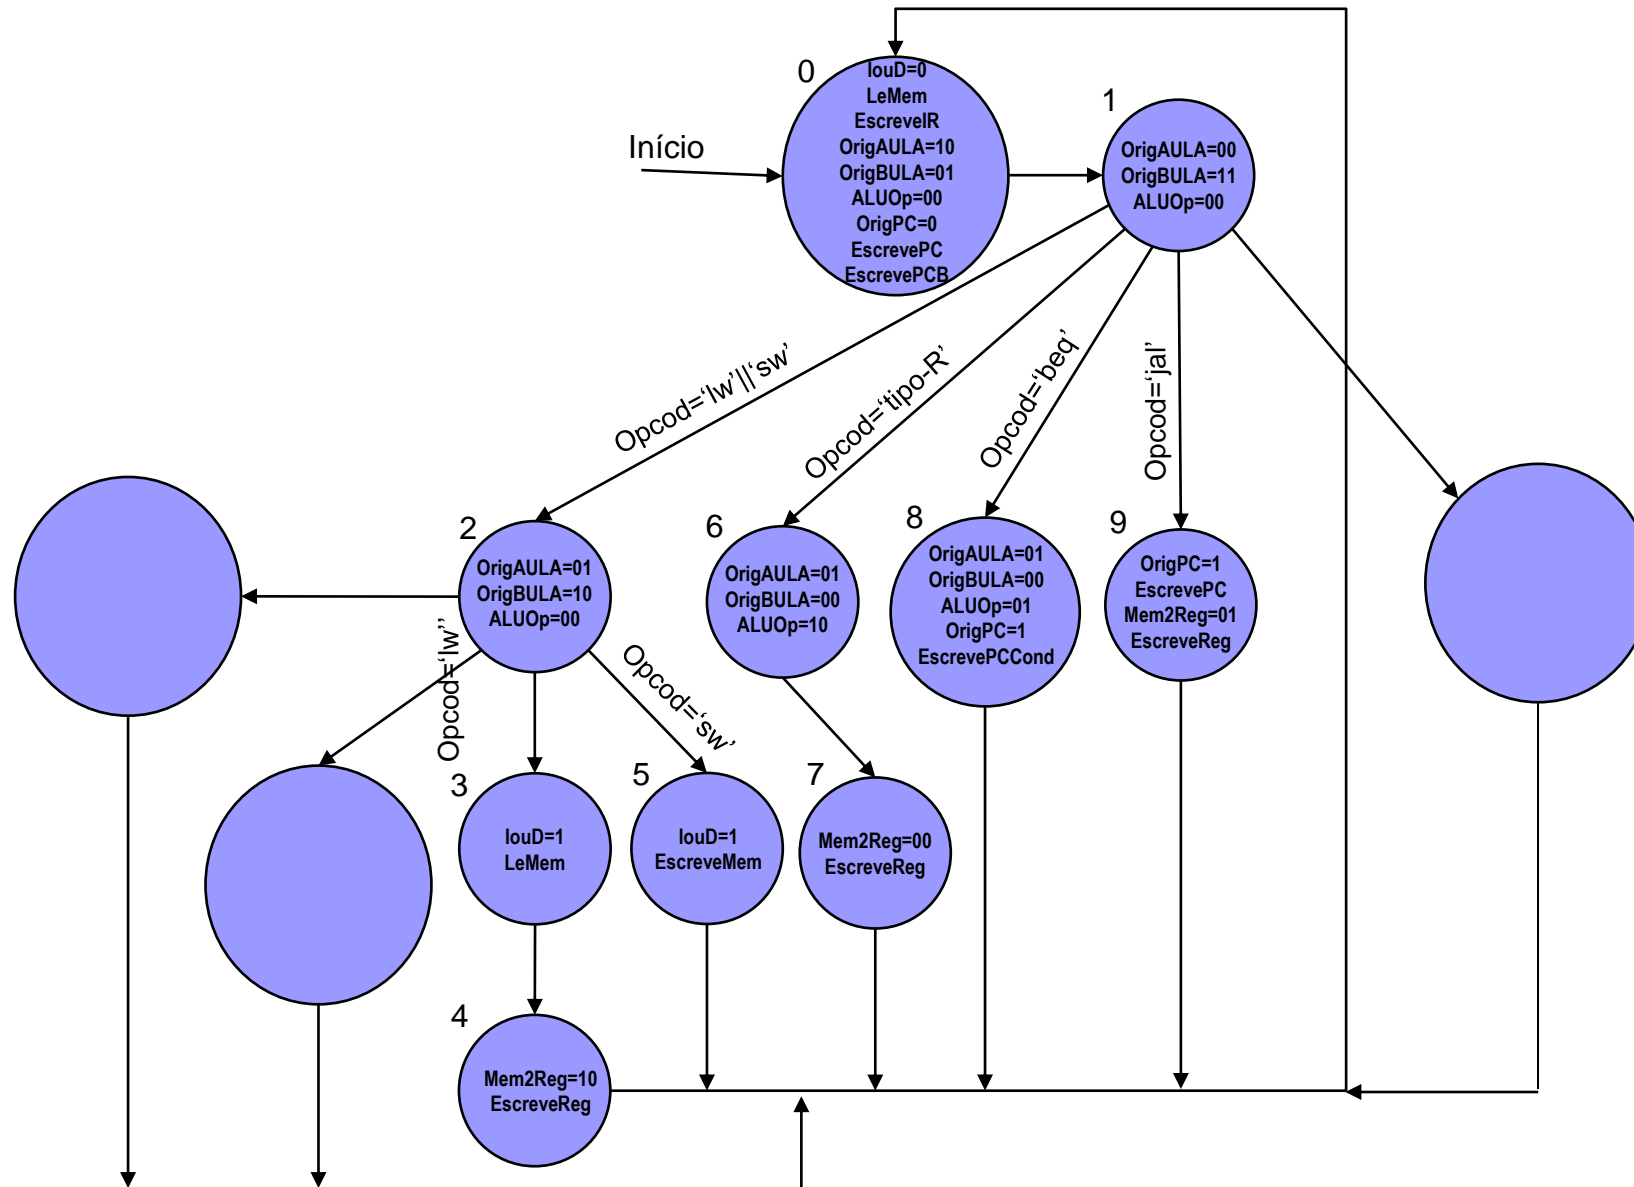 0
IouD=0
LeMem
EscreveIR
OrigAULA=10
OrigBULA=01
ALUOp=00
OrigPC=0
EscrevePC
EscrevePCB
Início
1
OrigAULA=00
OrigBULA=11
ALUOp=00
Opcod=‘lw’||‘sw’
Opcod=‘tipo-R’
Opcod=‘beq’
Opcod=‘jal’
2
OrigAULA=01
OrigBULA=10
ALUOp=00
6
OrigAULA=01
OrigBULA=00
ALUOp=10
8
OrigAULA=01
OrigBULA=00
ALUOp=01
OrigPC=1
EscrevePCCond
9
OrigPC=1
EscrevePC
Mem2Reg=01
EscreveReg
Opcod=‘lw’’
Opcod=‘sw’
3
IouD=1
LeMem
5
IouD=1
EscreveMem
7
Mem2Reg=00
EscreveReg
4
Mem2Reg=10
EscreveReg